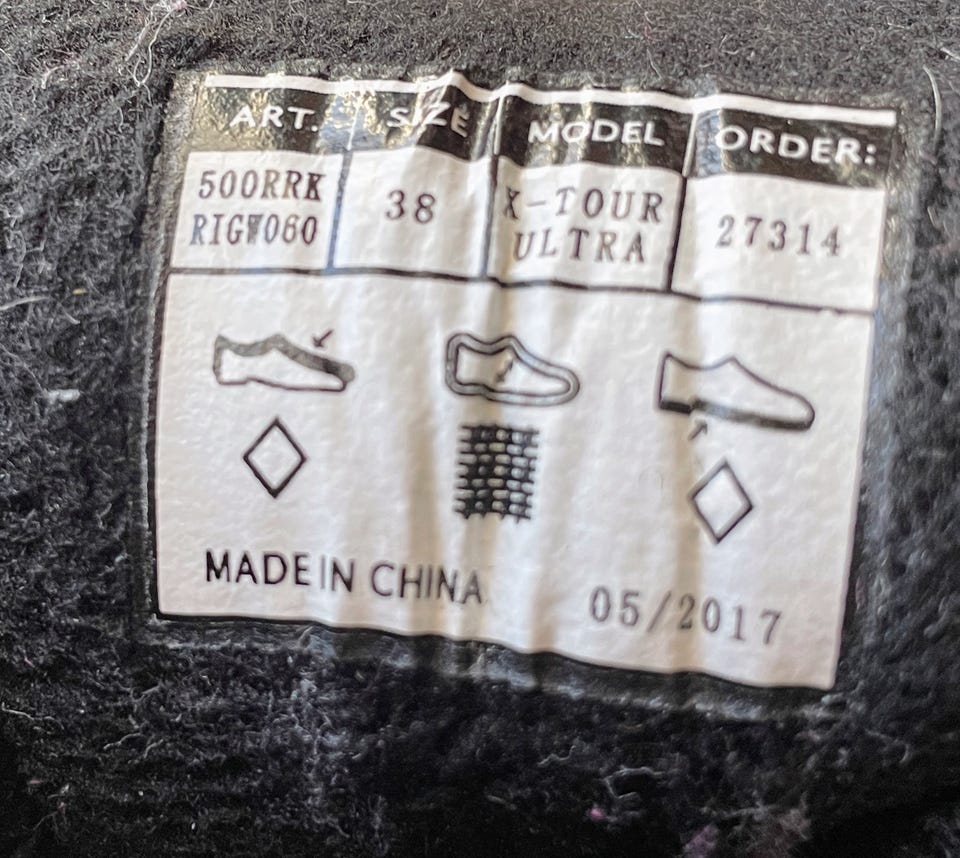 ART. SIZE MODEL ORDER:
500RRK 38 X-TOUR 27314
RIGW060 ULTRA
MADE IN CHINA 05/2017